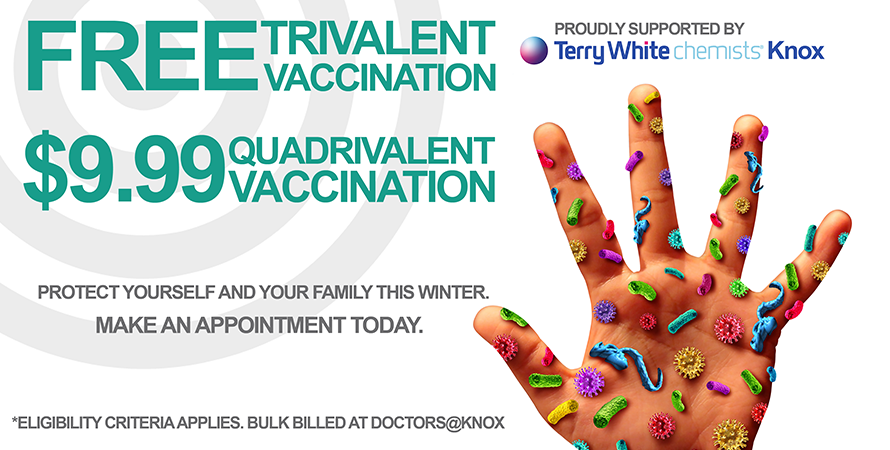 FREE TRIVALENT VACCINATION
$9.99 QUADRIVALENT VACCINATION
PROTECT YOURSELF AND YOUR FAMILY THIS WINTER.
MAKE AN APPOINTMENT TODAY.
*ELIGIBILITY CRITERIA APPLIES. BULK BILLED AT DOCTORS@KNOX
PROUDLY SUPPORTED BY
TerryWhite chemists® Knox